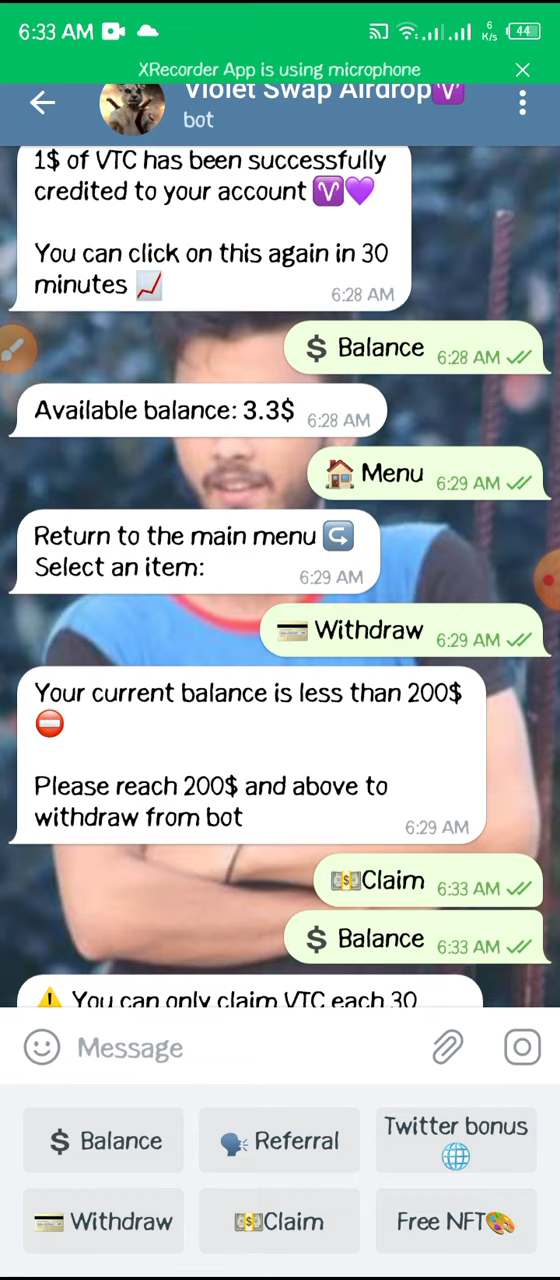 6:33 AM
6
K/s
44
XRecorder App is using microphone
Violet Swap Airdrop
bot
1$ of VTC has been successfully
credited to your account ♈💜
You can click on this again in 30
minutes 📈
6:28 AM
$ Balance 6:28 AM
Available balance: 3.3$ 6:28 AM
🏠 Menu 6:29 AM
Return to the main menu ↪️
Select an item: 6:29 AM
💳 Withdraw 6:29 AM
Your current balance is less than 200$
⛔
Please reach 200$ and above to
withdraw from bot
6:29 AM
💵Claim 6:33 AM
$ Balance 6:33 AM
⚠️ You can only claim VTC each 30
Message
$ Balance
🗣️ Referral
Twitter bonus
🌐
💳 Withdraw
💵Claim
Free NFT🎨